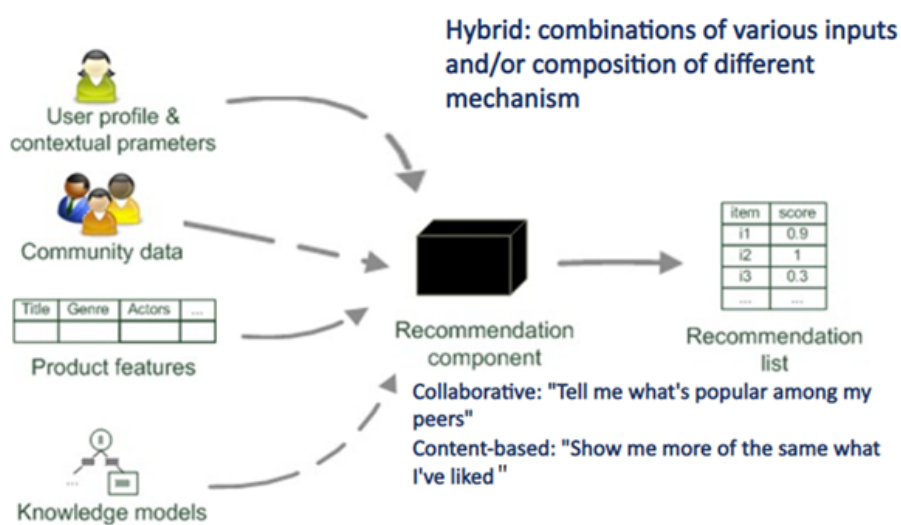 Hybrid: combinations of various inputs
and/or composition of different
mechanism
User profile &
contextual prameters
Community data
Title Genre Actors ...
Product features
...
Knowledge models
Recommendation
component
item score
i1 0.9
i2 1
i3 0.3
... ...
Recommendation
list
Collaborative: "Tell me what's popular among my
peers"
Content-based: "Show me more of the same what
I've liked "